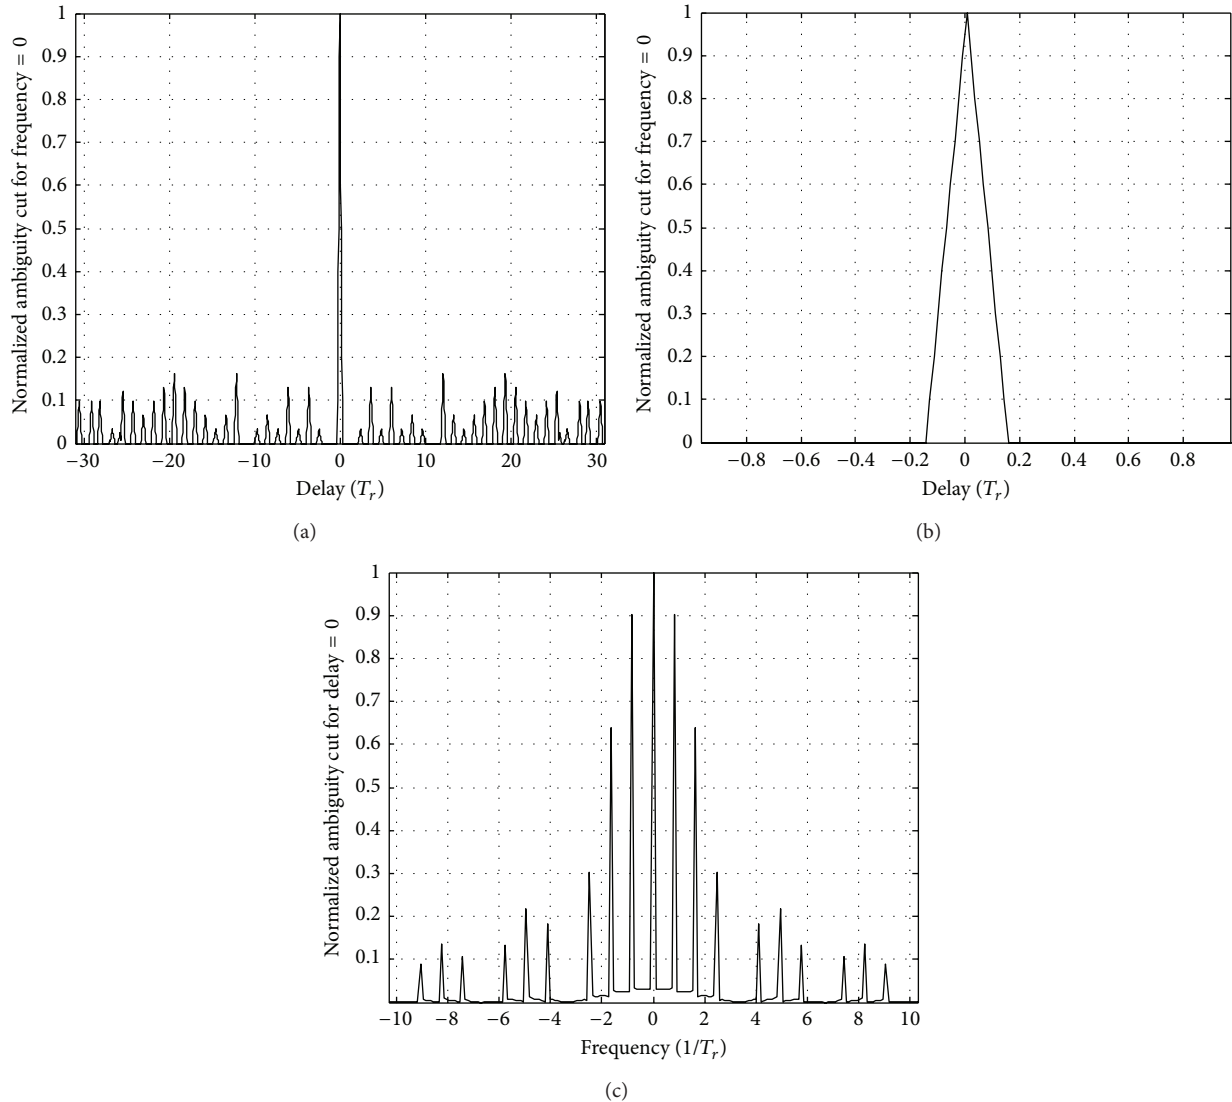 Normalized ambiguity cut for frequency = 0
1
0.9
0.8
0.7
0.6
0.5
0.4
0.3
0.2
0.1
0
−30 −20 −10 0 10 20 30
Delay (T_r)
(a)
Normalized ambiguity cut for frequency = 0
1
0.9
0.8
0.7
0.6
0.5
0.4
0.3
0.2
0.1
0
−0.8 −0.6 −0.4 −0.2 0 0.2 0.4 0.6 0.8
Delay (T_r)
(b)
Normalized ambiguity cut for delay = 0
1
0.9
0.8
0.7
0.6
0.5
0.4
0.3
0.2
0.1
−10 −8 −6 −4 −2 0 2 4 6 8 10
Frequency (1/T_r)
(c)